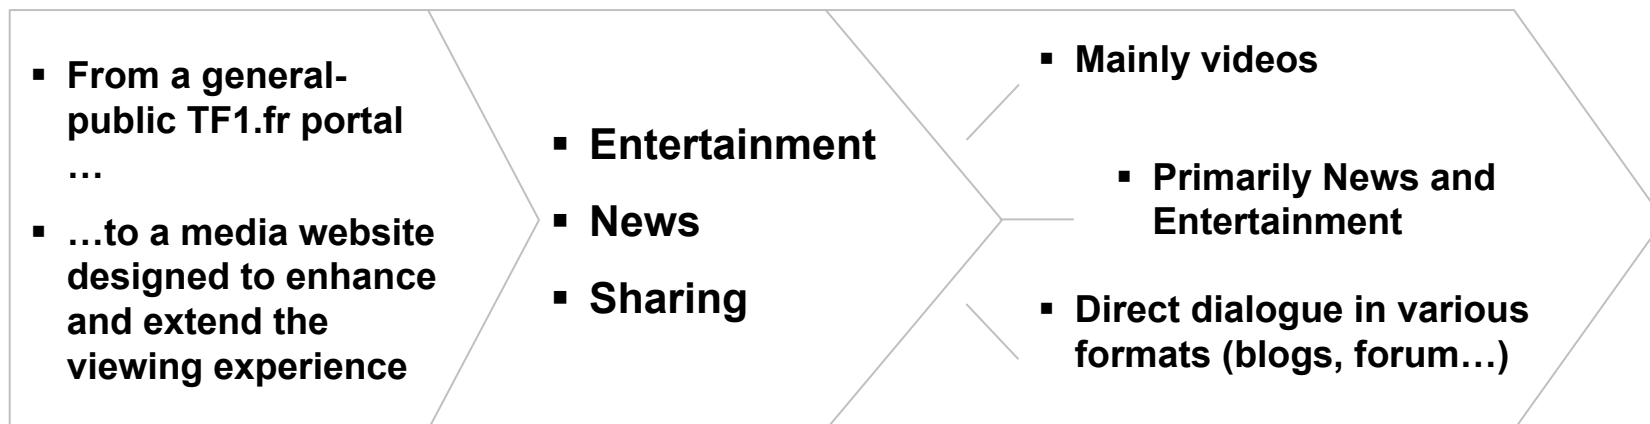 ▪ From a general-
public TF1.fr portal
…
▪ …to a media website
designed to enhance
and extend the
viewing experience
▪ Entertainment
▪ News
▪ Sharing
▪ Mainly videos
▪ Primarily News and
Entertainment
▪ Direct dialogue in various
formats (blogs, forum…)